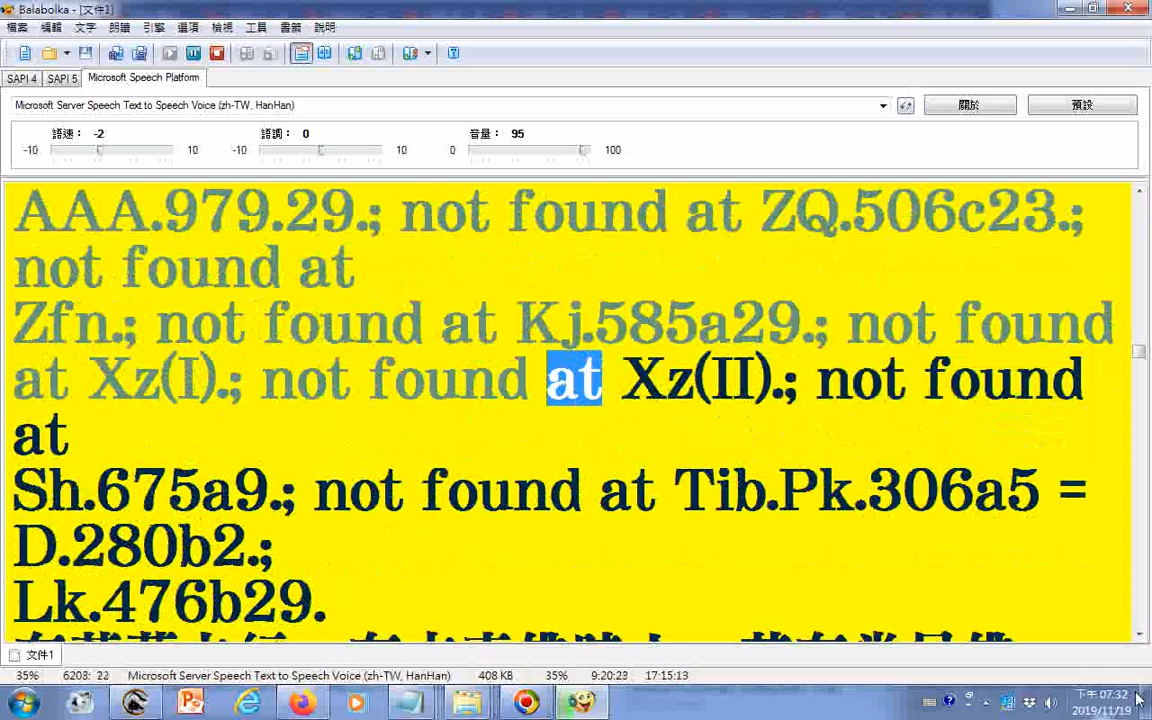 Balabolka - [文件1]
檔案 編輯 文字 朗讀 引擎 選項 檢視 工具 書籤 說明
SAPI 4 SAPI 5 Microsoft Speech Platform
Microsoft Server Speech Text to Speech Voice (zh-TW, HanHan) 關於 預設
語速： -2 語調： 0 音量： 95
-10 10 -10 10 0 100
AAA.979.29.; not found at ZQ.506c23.;
not found at
Zfn.; not found at Kj.585a29.; not found
at Xz(I).; not found at Xz(II).; not found
at
Sh.675a9.; not found at Tib.Pk.306a5 =
D.280b2.;
Lk.476b29.
文件1
35% 6208: 22 Microsoft Server Speech Text to Speech Voice (zh-TW, HanHan) 408 KB 35% 9:20:23 17:15:13
下午 07:32
2019/11/19